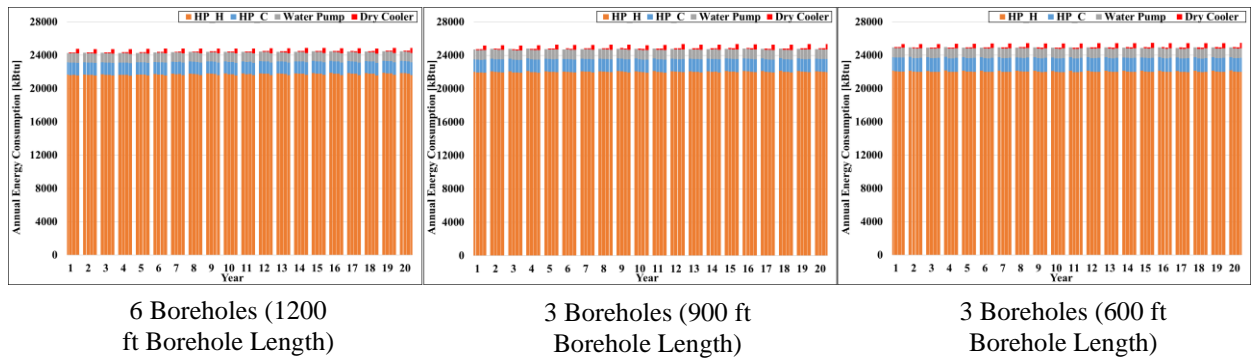 HP_H HP_C Water Pump Dry Cooler
28000
24000
20000
16000
12000
8000
4000
0
Annual Energy Consumption [kBtu]
1 2 3 4 5 6 7 8 9 10 11 12 13 14 15 16 17 18 19 20
Year
6 Boreholes (1200
ft Borehole Length)
HP_H HP_C Water Pump Dry Cooler
28000
24000
20000
16000
12000
8000
4000
0
Annual Energy Consumption [kBtu]
1 2 3 4 5 6 7 8 9 10 11 12 13 14 15 16 17 18 19 20
Year
3 Boreholes (900 ft
Borehole Length)
HP_H HP_C Water Pump Dry Cooler
28000
24000
20000
16000
12000
8000
4000
0
Annual Energy Consumption [kBtu]
1 2 3 4 5 6 7 8 9 10 11 12 13 14 15 16 17 18 19 20
Year
3 Boreholes (600 ft
Borehole Length)